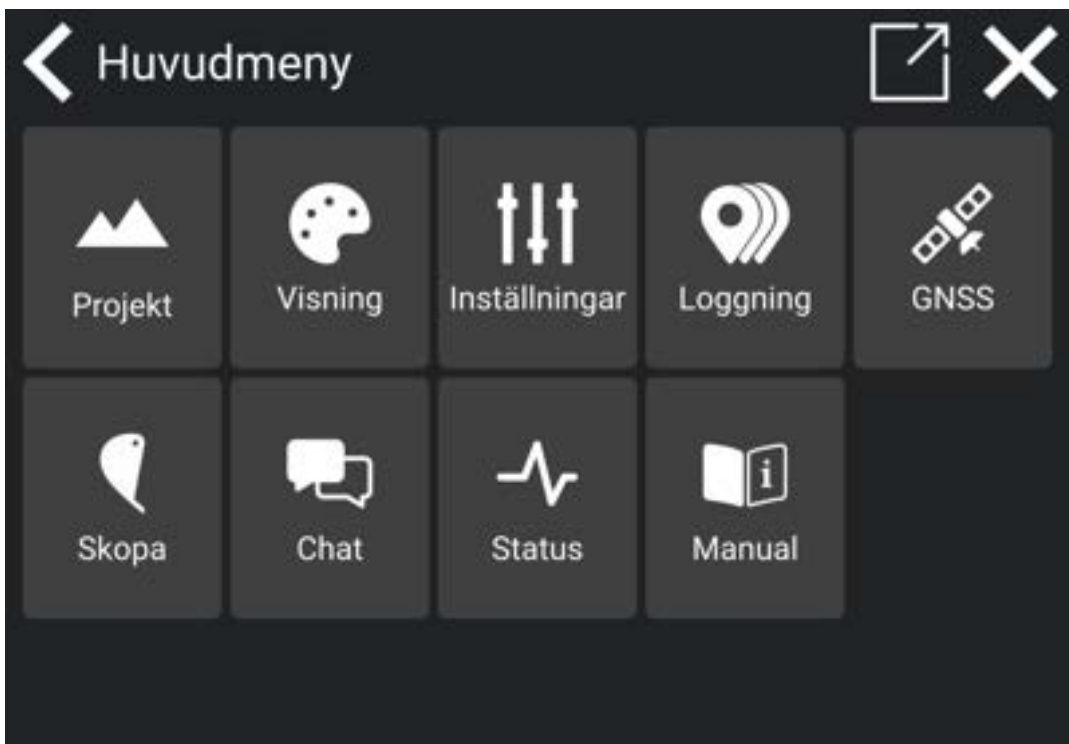 Huvudmeny
Projekt
Visning
Inställningar
Loggning
GNSS
Skopa
Chat
Status
Manual